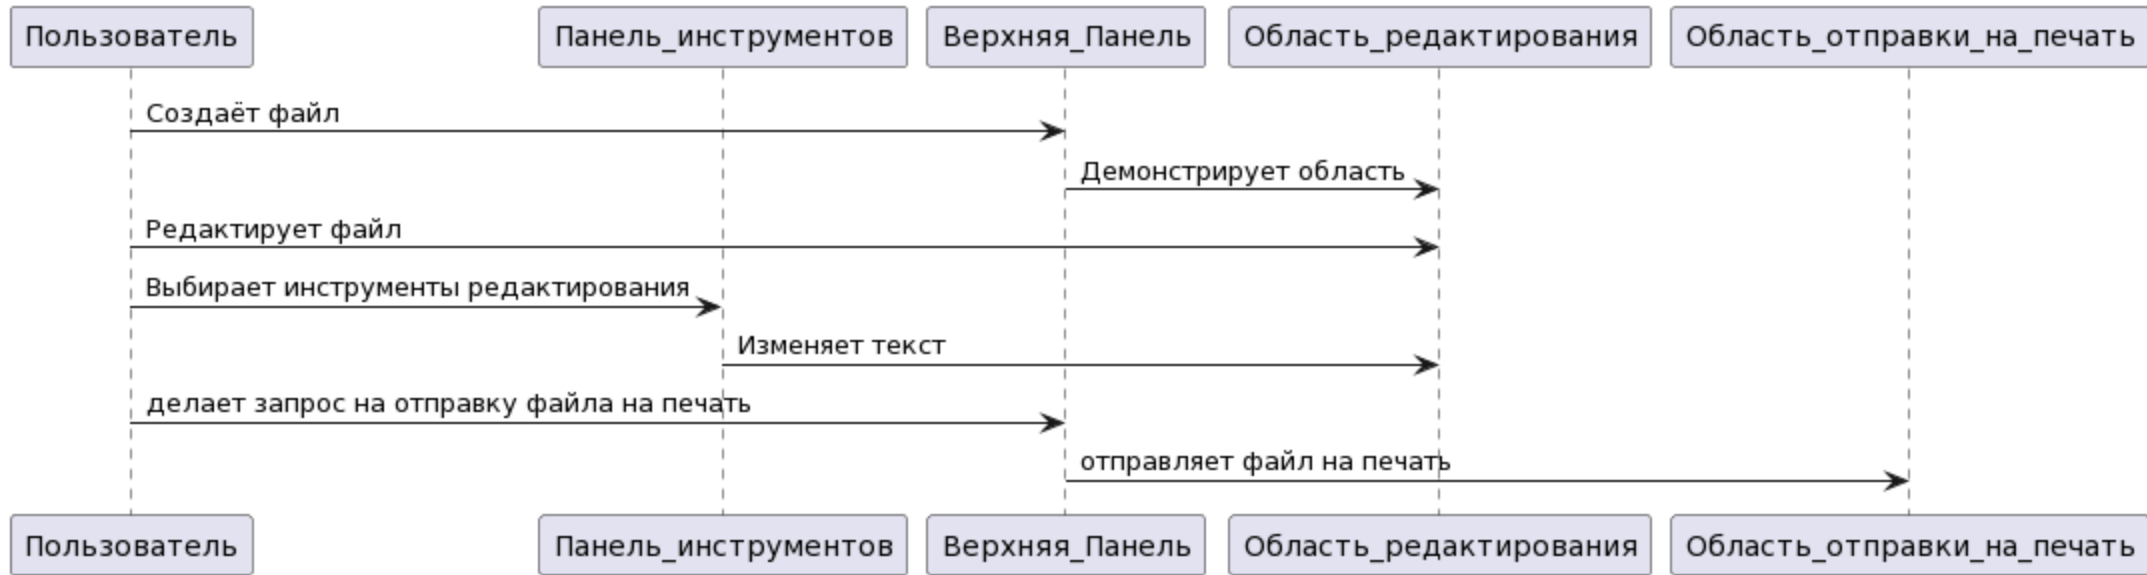 Пользователь
Панель_инструментов
Верхняя_Панель
Область_редактирования
Область_отправки_на_печать
Создаёт файл
Демонстрирует область
Редактирует файл
Выбирает инструменты редактирования
Изменяет текст
делает запрос на отправку файла на печать
отправляет файл на печать
Пользователь
Панель_инструментов
Верхняя_Панель
Область_редактирования
Область_отправки_на_печать